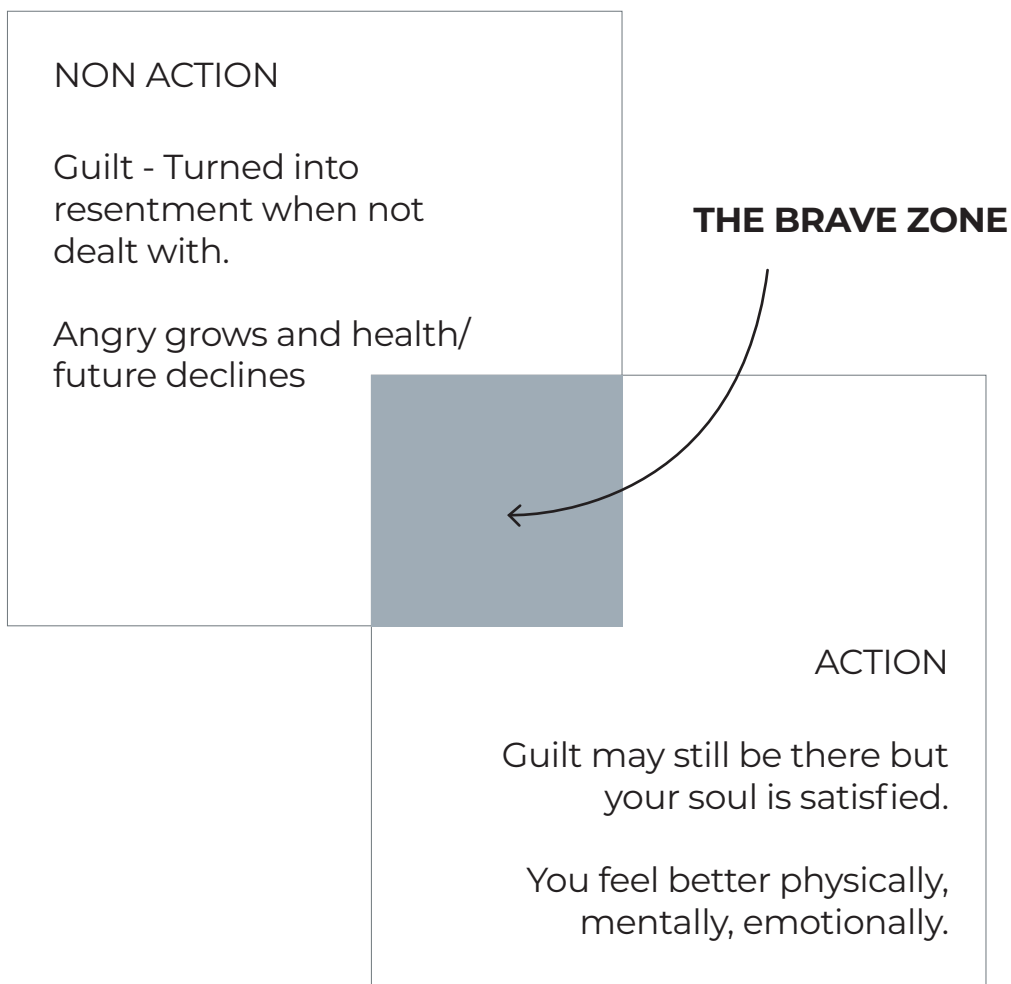 NON ACTION
Guilt - Turned into
resentment when not
dealt with.
Angry grows and health/
future declines
THE BRAVE ZONE
ACTION
Guilt may still be there but
your soul is satisfied.
You feel better physically,
mentally, emotionally.